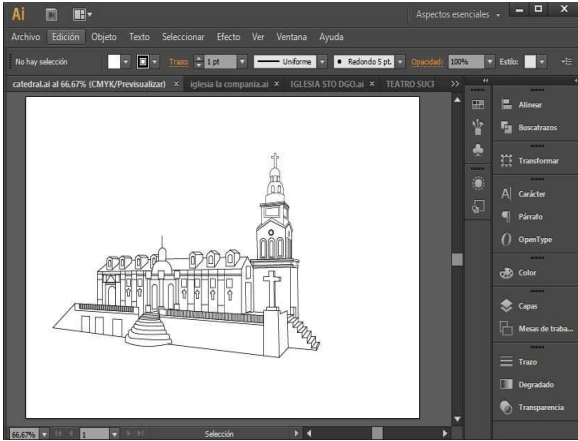 Ai
Aspectos esenciales
Archivo Edición Objeto Texto Seleccionar Efecto Ver Ventana Ayuda
No hay selección Trazo: 1 pt Uniforme Redondo 5 pt. Opacidad: 100% Estilo:
catedral.ai al 66,67% (CMYK/Previsualizar) × iglesia la compania.ai × IGLESIA STO DGO.ai × TEATRO SUCI
Alinear
Buscatrazos
Transformar
Carácter
Párrafo
OpenType
Color
Capas
Mesas de traba...
Trazo
Degradado
Transparencia
66,67% 1 Selección